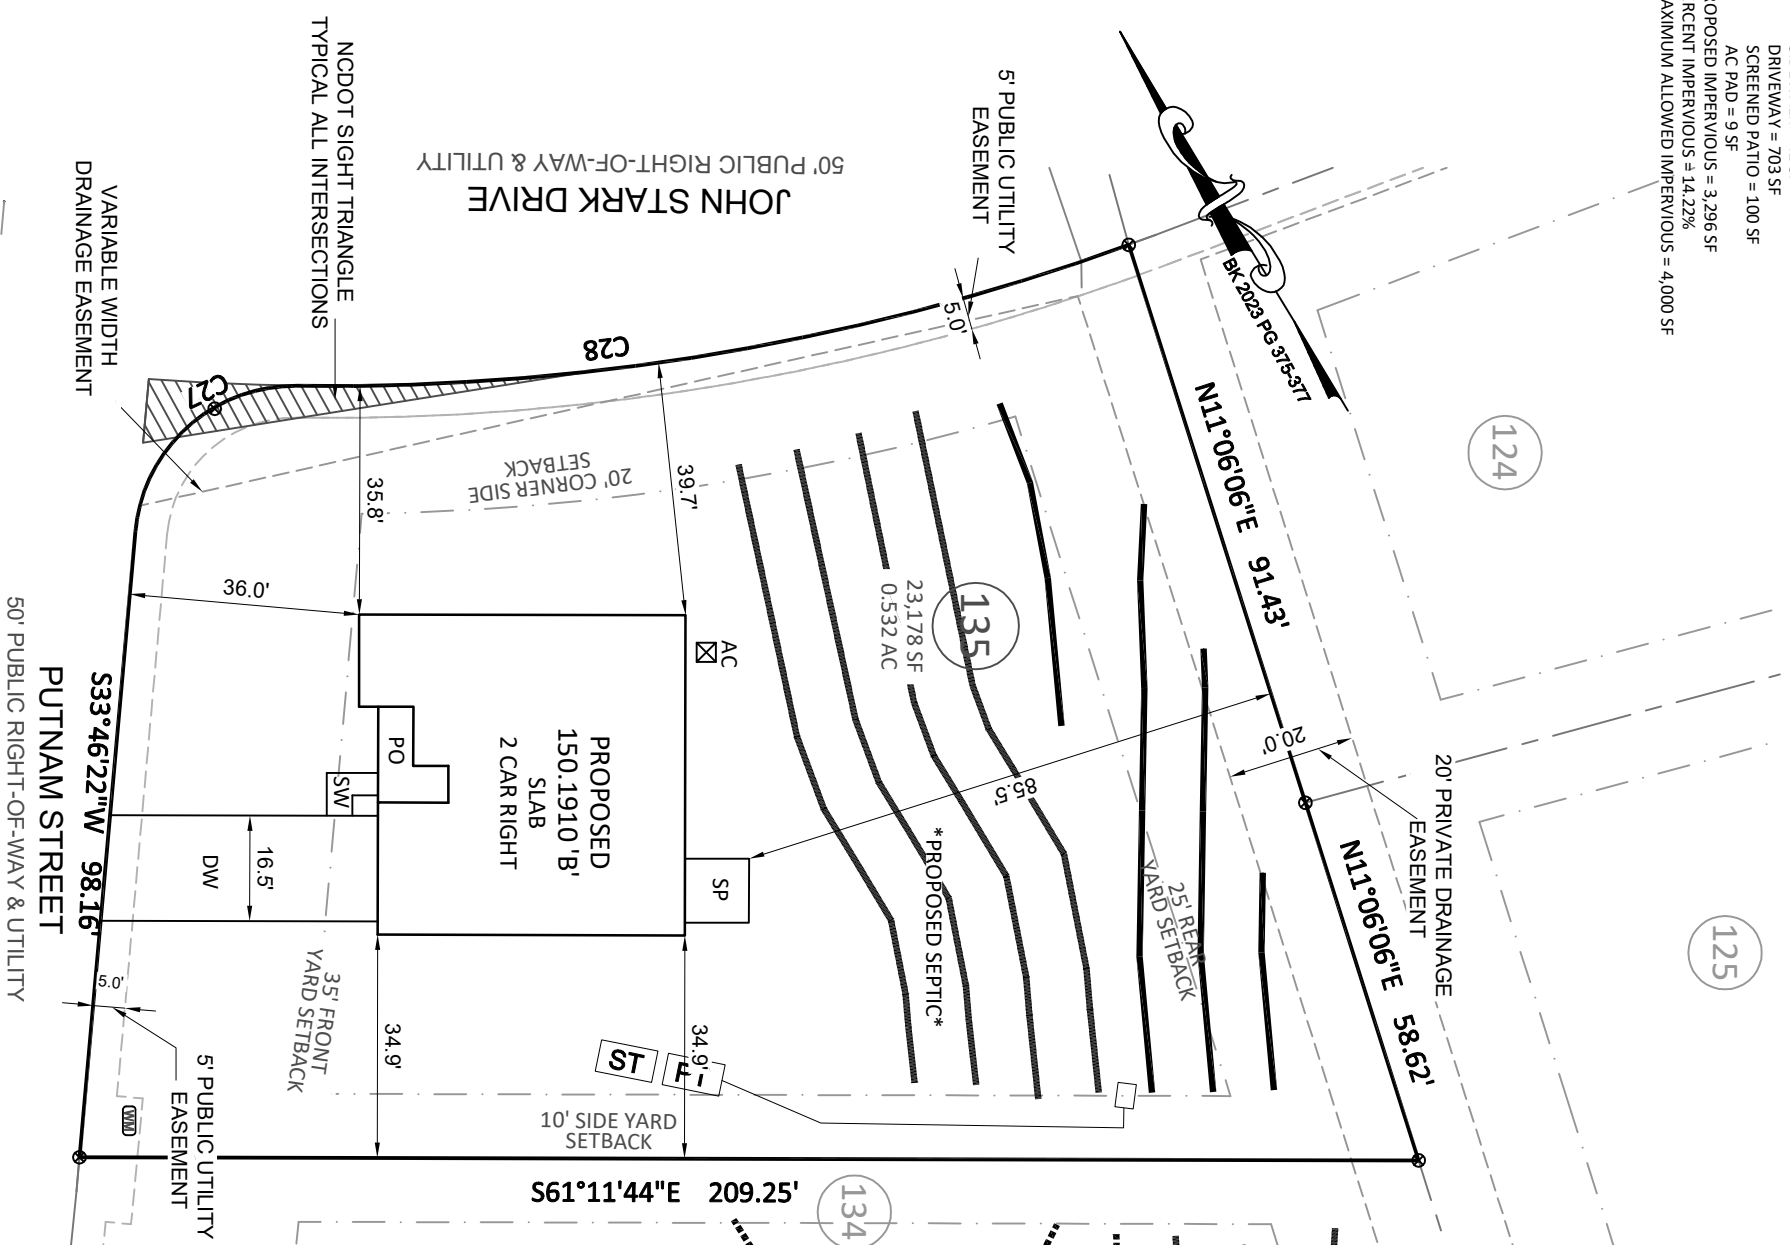 DRIVEWAY = 703 SF
SCREENED PATIO = 100 SF
AC PAD = 9 SF
ROPOSED IMPERVIOUS = 3,296 SF
RCENT IMPERVIOUS = 14.22%
AXIMUM ALLOWED IMPERVIOUS = 4,000 SF
NCDOT SIGHT TRIANGLE
TYPICAL ALL INTERSECTIONS
VARIABLE WIDTH
DRAINAGE EASEMENT
50' PUBLIC RIGHT-OF-WAY & UTILITY
JOHN STARK DRIVE
5' PUBLIC UTILITY
EASEMENT
BK 2023 PG 375-377
5.0'
C28
C27
N11°06'06"E 91.43'
124
20' CORNER SIDE
SETBACK
35.8'
39.7'
36.0'
135
23,178 SF
0.532 AC
AC
PROPOSED
150.1910 'B'
SLAB
2 CAR RIGHT
PO
SW
SP
DW
16.5'
85.5'
20.0'
20' PRIVATE DRAINAGE
EASEMENT
N11°06'06"E 58.62'
125
*PROPOSED SEPTIC*
25' REAR
YARD SETBACK
S33°46'22"W 98.16'
PUTNAM STREET
50' PUBLIC RIGHT-OF-WAY & UTILITY
5.0'
35' FRONT
YARD SETBACK
34.9'
34.9'
ST
10' SIDE YARD
SETBACK
WM
5' PUBLIC UTILITY
EASEMENT
S61°11'44"E 209.25'
134